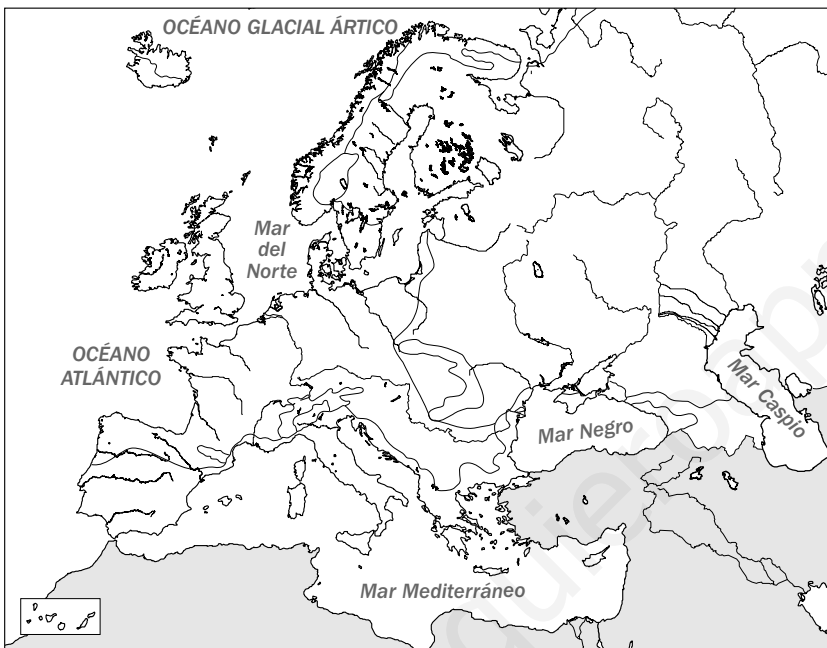 OCÉANO GLACIAL ÁRTICO
Mar
del
Norte
OCÉANO
ATLÁNTICO
Mar Negro
Mar Caspio
Mar Mediterráneo